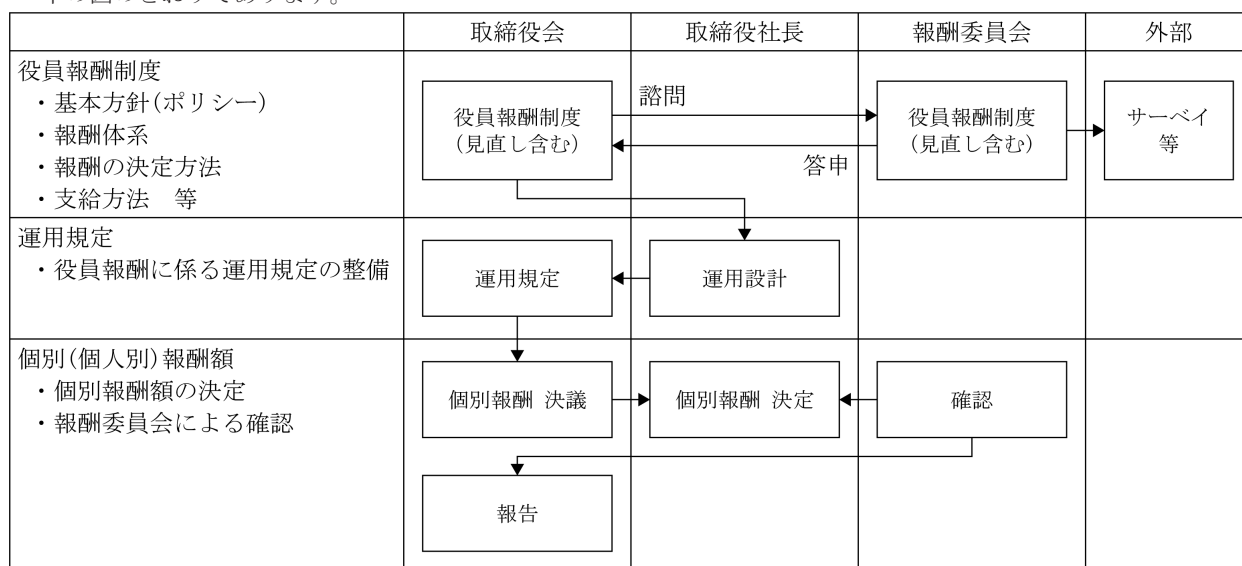 取締役会 取締役社長 報酬委員会 外部
役員報酬制度
・基本方針(ポリシー)
・報酬体系
・報酬の決定方法
・支給方法 等
役員報酬制度
(見直し含む)
諮問
答申
役員報酬制度
(見直し含む)
サーベイ
等
運用規定
・役員報酬に係る運用規定の整備
運用規定
運用設計
個別(個人別)報酬額
・個別報酬額の決定
・報酬委員会による確認
個別報酬 決議
個別報酬 決定
確認
報告